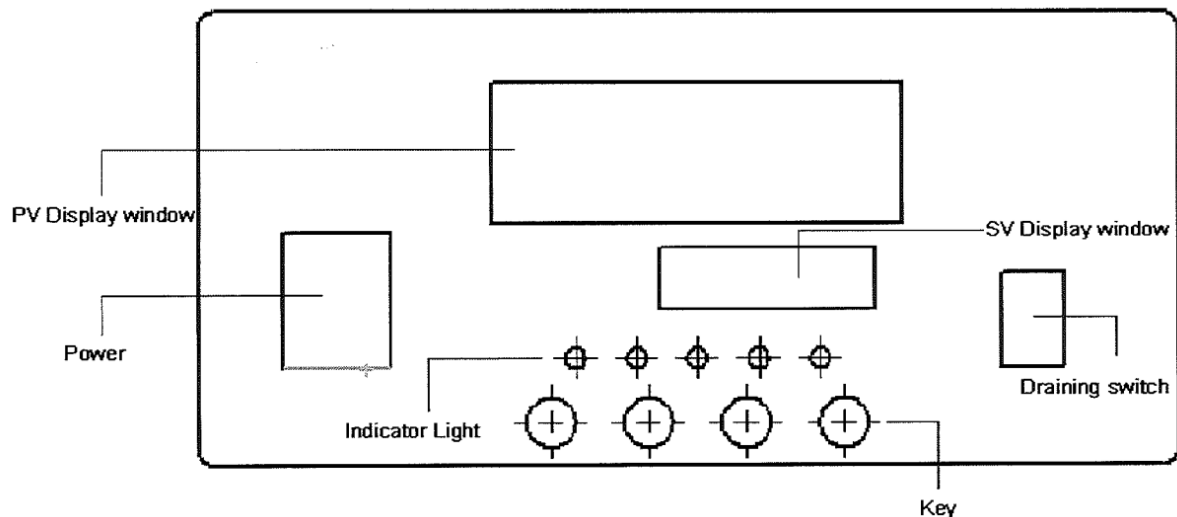 PV Display window
SV Display window
Power
Draining switch
Indicator Light
Key